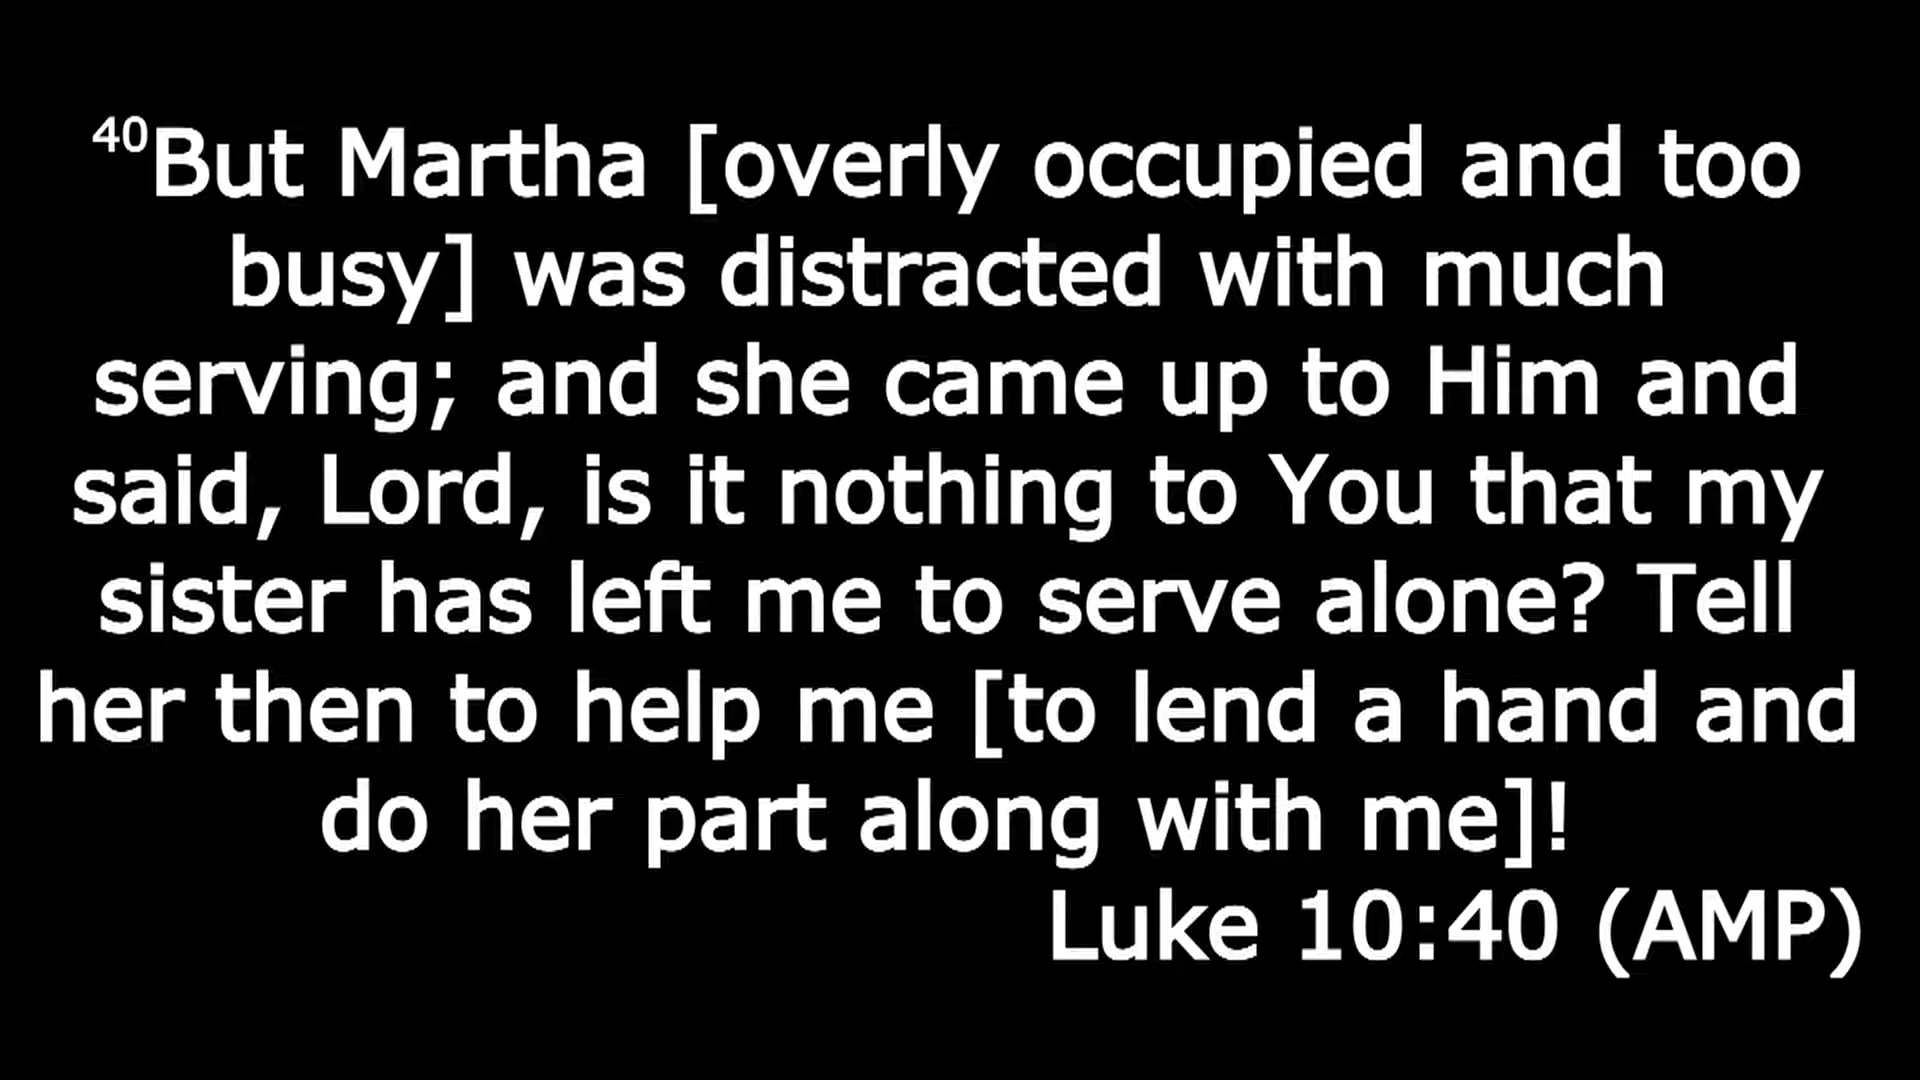 40But Martha [overly occupied and too
busy] was distracted with much
serving; and she came up to Him and
said, Lord, is it nothing to You that my
sister has left me to serve alone? Tell
her then to help me [to lend a hand and
do her part along with me]!
Luke 10:40 (AMP)